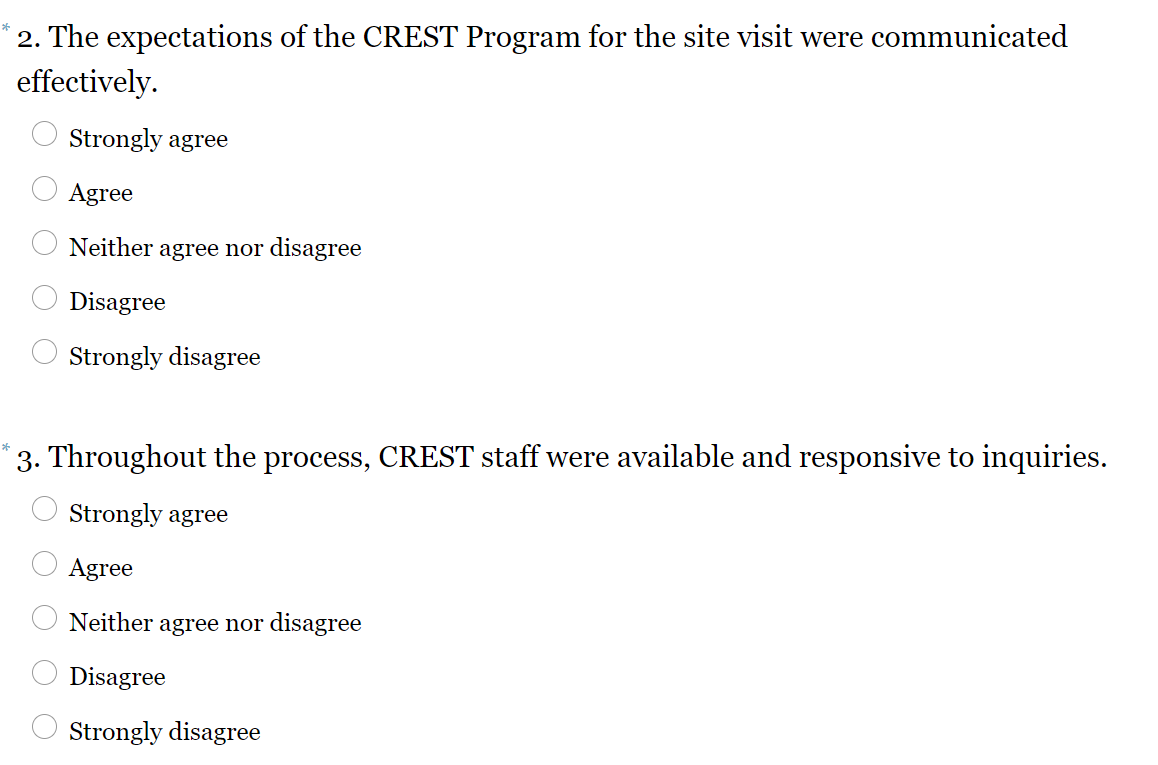 * 2. The expectations of the CREST Program for the site visit were communicated
effectively.
Strongly agree
Agree
Neither agree nor disagree
Disagree
Strongly disagree
* 3. Throughout the process, CREST staff were available and responsive to inquiries.
Strongly agree
Agree
Neither agree nor disagree
Disagree
Strongly disagree